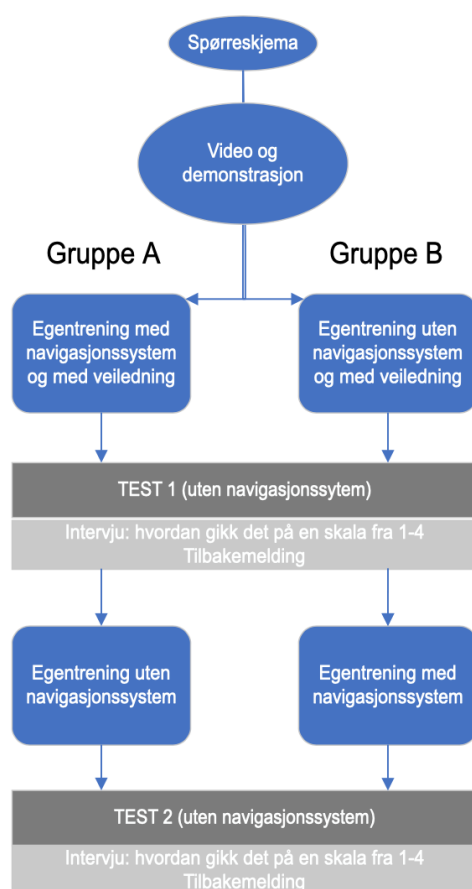 Spørreskjema
Video og
demonstrasjon
Gruppe A
Gruppe B
Egentrening med
navigasjonssystem
og med veiledning
Egentrening uten
navigasjonssystem
og med veiledning
TEST 1 (uten navigasjonssytem)
Intervju: hvordan gikk det på en skala fra 1-4
Tilbakemelding
Egentrening uten
navigasjonssystem
Egentrening med
navigasjonssystem
TEST 2 (uten navigasjonssystem)
Intervju: hvordan gikk det på en skala fra 1-4
Tilbakemelding